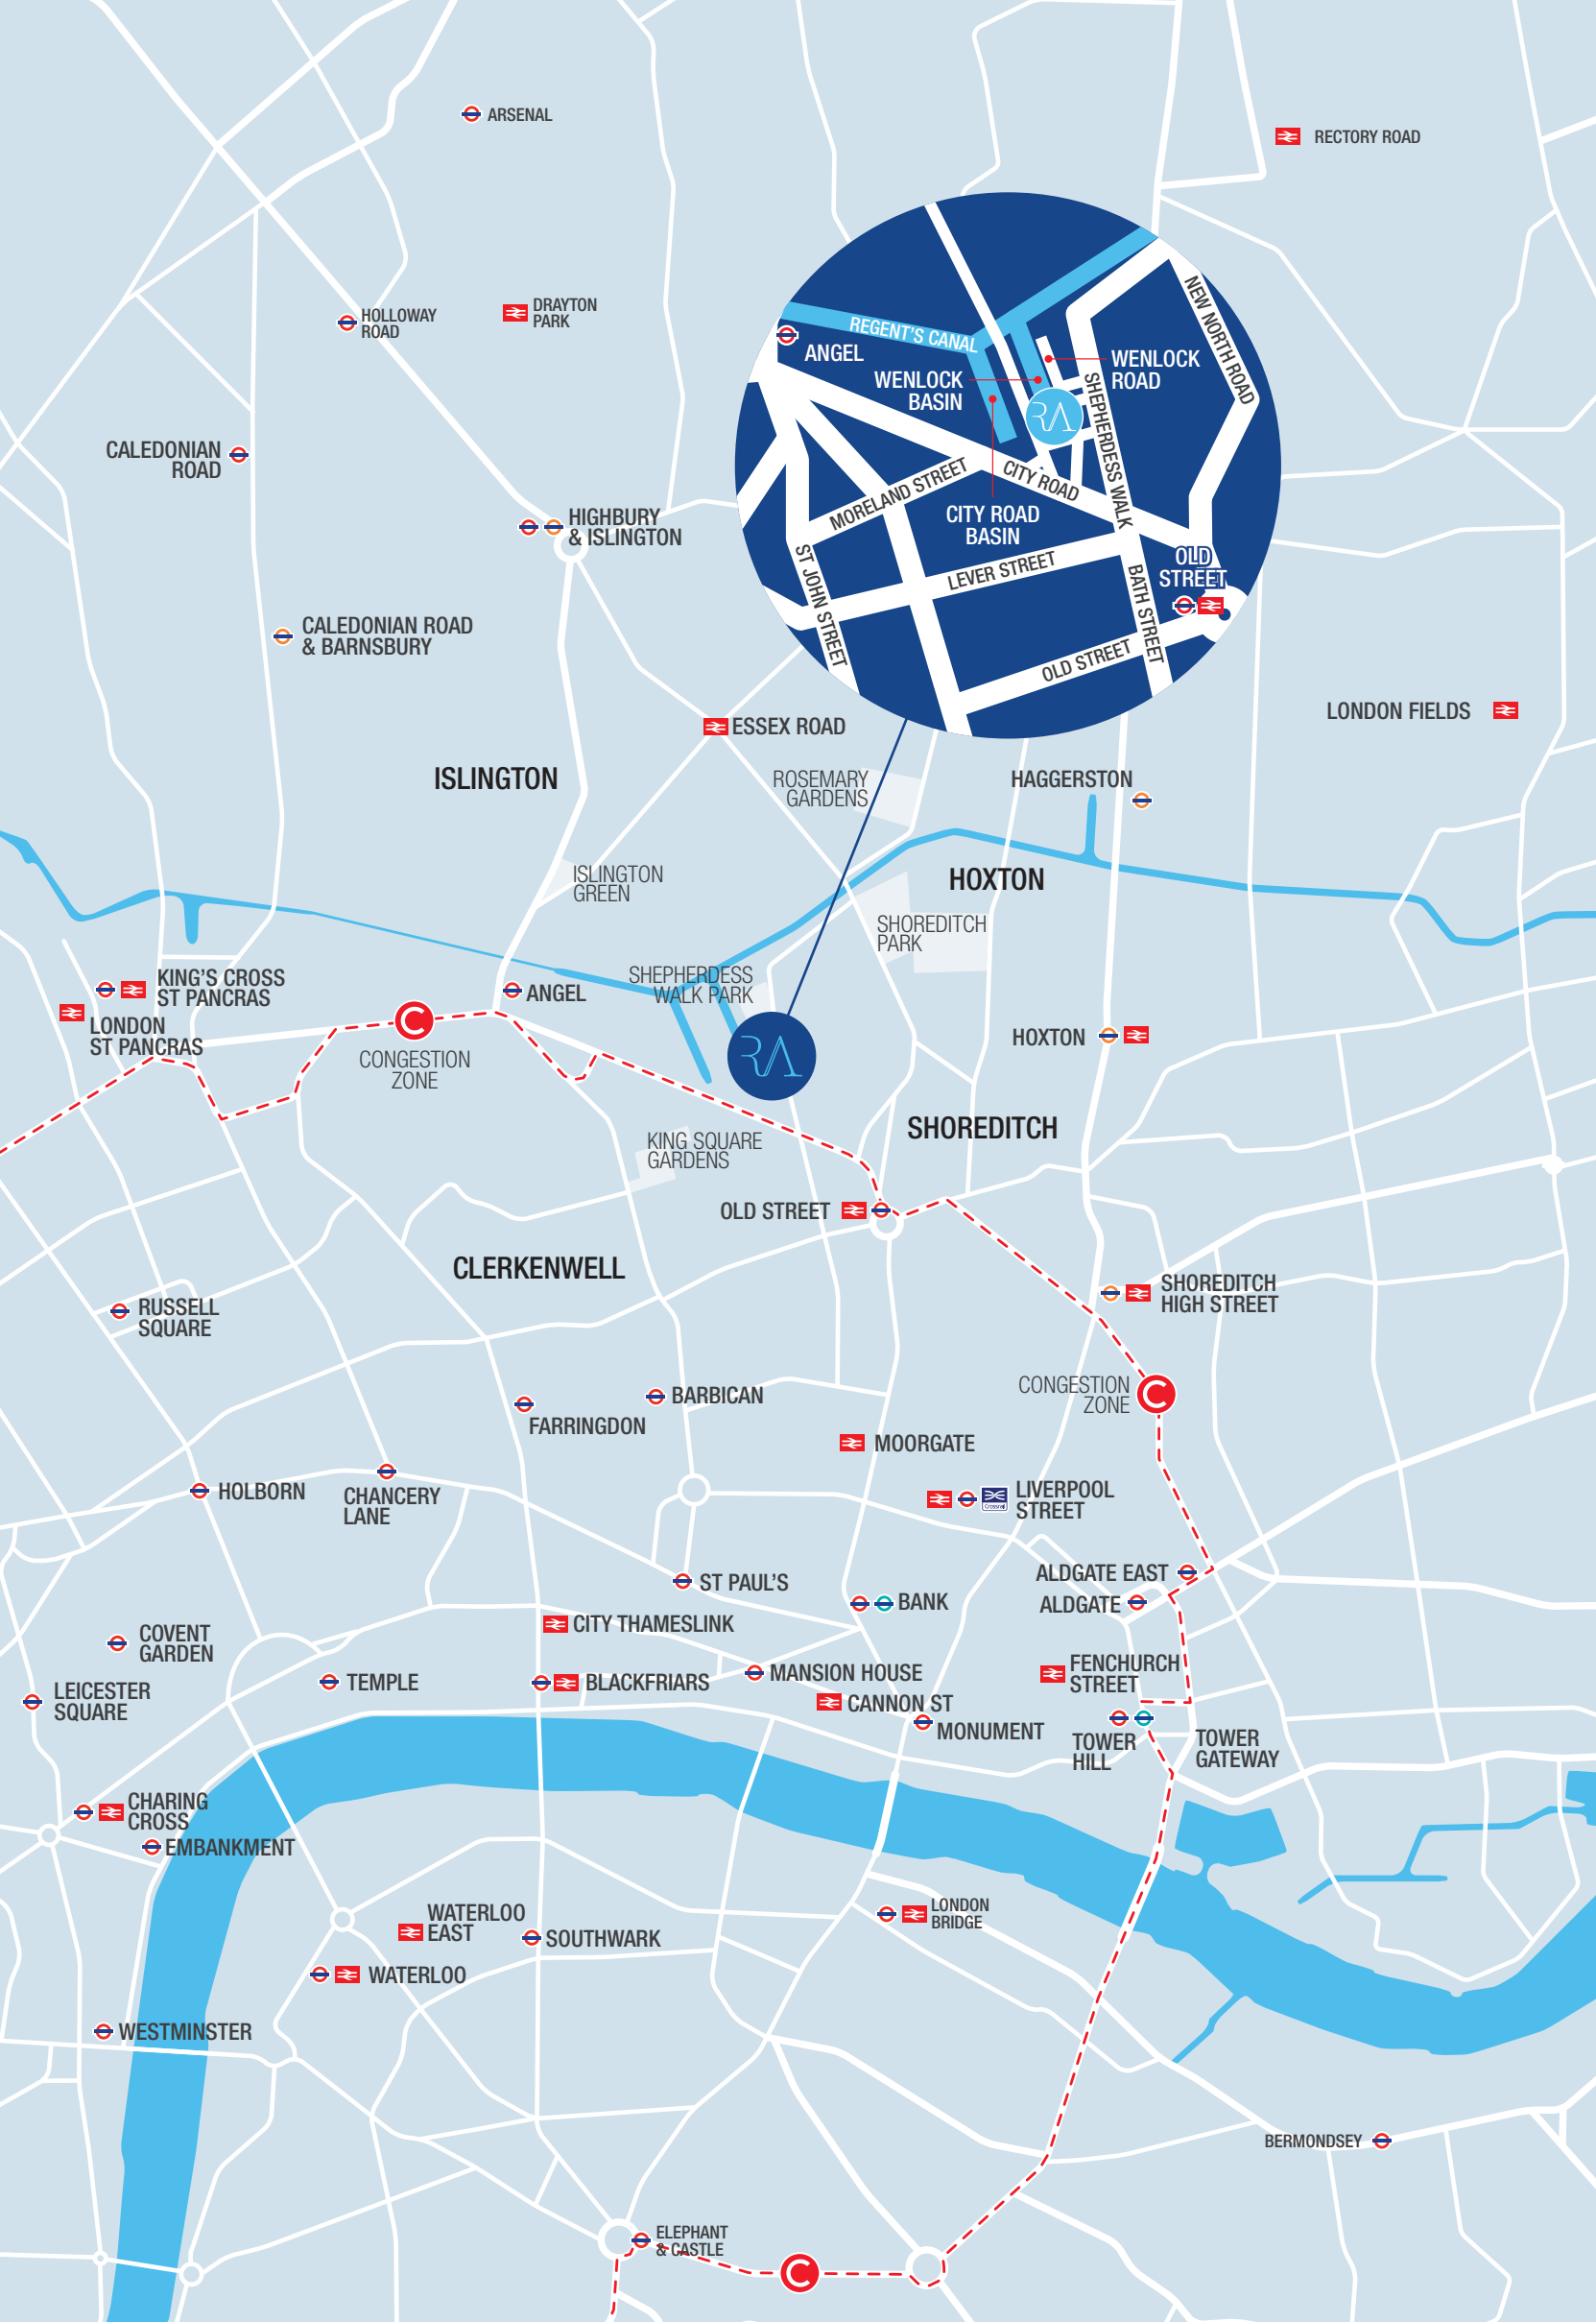 ARSENAL
RECTORY ROAD
HOLLOWAY
ROAD
DRAYTON
PARK
CALEDONIAN
ROAD
HIGHBURY
& ISLINGTON
CALEDONIAN ROAD
& BARNSBURY
REGENT'S CANAL
ANGEL
WENLOCK
BASIN
WENLOCK
ROAD
NEW NORTH ROAD
SHEPHERDESS WALK
RA
MORELAND STREET
CITY ROAD
CITY ROAD
BASIN
LEVER STREET
ST JOHN STREET
BATH STREET
OLD
STREET
OLD STREET
ESSEX ROAD
LONDON FIELDS
ISLINGTON
ROSEMARY
GARDENS
HAGGERSTON
ISLINGTON
GREEN
HOXTON
SHOREDITCH
PARK
SHEPHERDESS
WALK PARK
KING'S CROSS
ST PANCRAS
LONDON
ST PANCRAS
ANGEL
C
CONGESTION
ZONE
RA
HOXTON
SHOREDITCH
KING SQUARE
GARDENS
OLD STREET
CLERKENWELL
SHOREDITCH
HIGH STREET
RUSSELL
SQUARE
CONGESTION
ZONE
C
BARBICAN
FARRINGDON
MOORGATE
HOLBORN
CHANCERY
LANE
Crossrail
LIVERPOOL
STREET
ST PAUL'S
ALDGATE EAST
BANK
ALDGATE
CITY THAMESLINK
COVENT
GARDEN
TEMPLE
BLACKFRIARS
MANSION HOUSE
FENCHURCH
STREET
LEICESTER
SQUARE
CANNON ST
MONUMENT
TOWER
HILL
TOWER
GATEWAY
CHARING
CROSS
EMBANKMENT
WATERLOO
EAST
SOUTHWARK
LONDON
BRIDGE
WATERLOO
WESTMINSTER
BERMONDSEY
ELEPHANT
& CASTLE
C